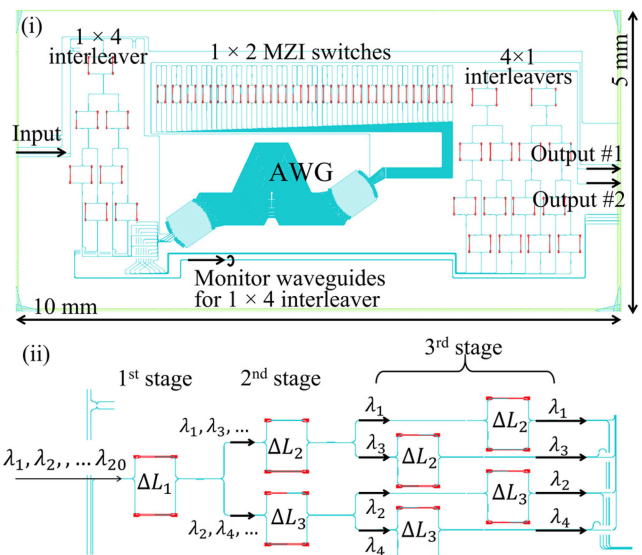 (i)
1 × 4
interleaver
1 × 2 MZI switches
4×1
interleavers
5 mm
Input
AWG
Output #1
Output #2
Monitor waveguides
for 1 × 4 interleaver
10 mm
(ii)
3rd stage
1st stage
2nd stage
λ1, λ3, ...
λ1
ΔL2
λ1
ΔL2
λ3
ΔL2
λ3
λ1, λ2, , ... λ20
ΔL1
ΔL3
λ2
ΔL3
λ2
λ2, λ4, ...
λ4
ΔL3
λ4